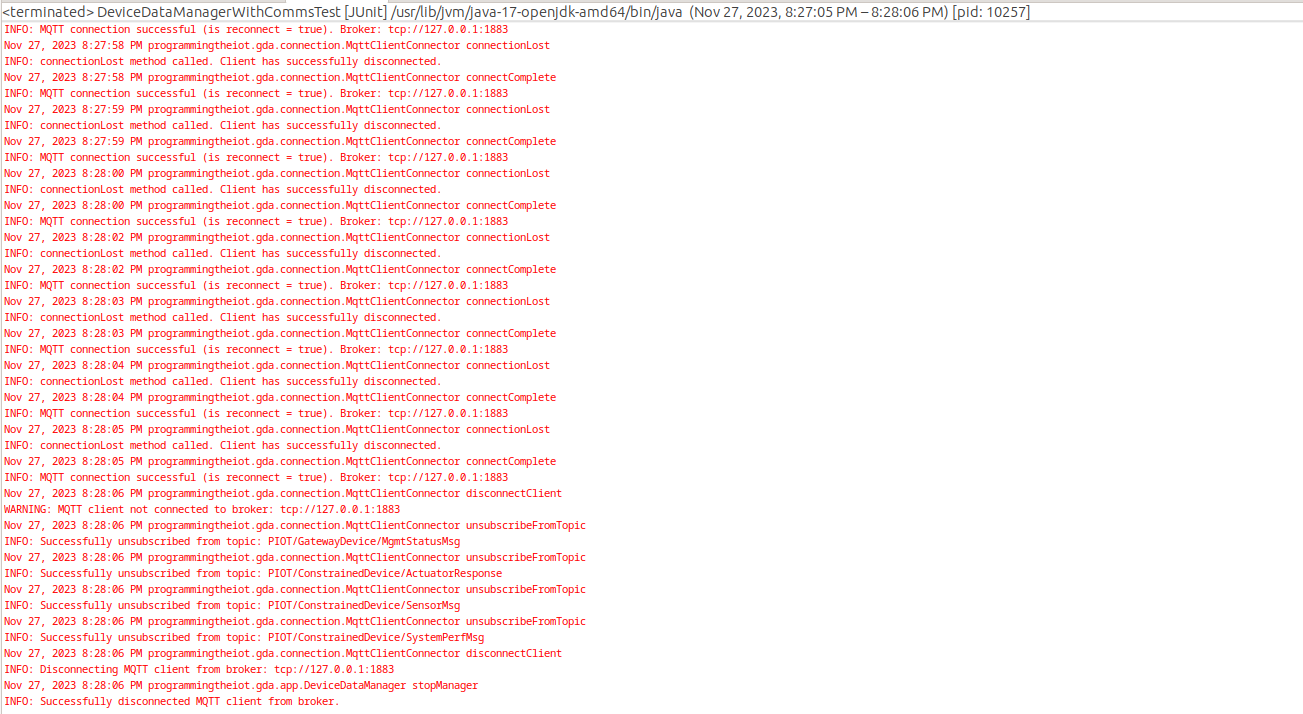 <terminated> DeviceDataManagerWithCommsTest [JUnit] /usr/lib/jvm/java-17-openjdk-amd64/bin/java (Nov 27, 2023, 8:27:05 PM – 8:28:06 PM) [pid: 10257]
INFO: MQTT connection successful (is reconnect = true). Broker: tcp://127.0.0.1:1883
Nov 27, 2023 8:27:58 PM programmingtheiot.gda.connection.MqttClientConnector connectionLost
INFO: connectionLost method called. Client has successfully disconnected.
Nov 27, 2023 8:27:58 PM programmingtheiot.gda.connection.MqttClientConnector connectComplete
INFO: MQTT connection successful (is reconnect = true). Broker: tcp://127.0.0.1:1883
Nov 27, 2023 8:27:59 PM programmingtheiot.gda.connection.MqttClientConnector connectionLost
INFO: connectionLost method called. Client has successfully disconnected.
Nov 27, 2023 8:27:59 PM programmingtheiot.gda.connection.MqttClientConnector connectComplete
INFO: MQTT connection successful (is reconnect = true). Broker: tcp://127.0.0.1:1883
Nov 27, 2023 8:28:00 PM programmingtheiot.gda.connection.MqttClientConnector connectionLost
INFO: connectionLost method called. Client has successfully disconnected.
Nov 27, 2023 8:28:00 PM programmingtheiot.gda.connection.MqttClientConnector connectComplete
INFO: MQTT connection successful (is reconnect = true). Broker: tcp://127.0.0.1:1883
Nov 27, 2023 8:28:02 PM programmingtheiot.gda.connection.MqttClientConnector connectionLost
INFO: connectionLost method called. Client has successfully disconnected.
Nov 27, 2023 8:28:02 PM programmingtheiot.gda.connection.MqttClientConnector connectComplete
INFO: MQTT connection successful (is reconnect = true). Broker: tcp://127.0.0.1:1883
Nov 27, 2023 8:28:03 PM programmingtheiot.gda.connection.MqttClientConnector connectionLost
INFO: connectionLost method called. Client has successfully disconnected.
Nov 27, 2023 8:28:03 PM programmingtheiot.gda.connection.MqttClientConnector connectComplete
INFO: MQTT connection successful (is reconnect = true). Broker: tcp://127.0.0.1:1883
Nov 27, 2023 8:28:04 PM programmingtheiot.gda.connection.MqttClientConnector connectionLost
INFO: connectionLost method called. Client has successfully disconnected.
Nov 27, 2023 8:28:04 PM programmingtheiot.gda.connection.MqttClientConnector connectComplete
INFO: MQTT connection successful (is reconnect = true). Broker: tcp://127.0.0.1:1883
Nov 27, 2023 8:28:05 PM programmingtheiot.gda.connection.MqttClientConnector connectionLost
INFO: connectionLost method called. Client has successfully disconnected.
Nov 27, 2023 8:28:05 PM programmingtheiot.gda.connection.MqttClientConnector connectComplete
INFO: MQTT connection successful (is reconnect = true). Broker: tcp://127.0.0.1:1883
Nov 27, 2023 8:28:06 PM programmingtheiot.gda.connection.MqttClientConnector disconnectClient
WARNING: MQTT client not connected to broker: tcp://127.0.0.1:1883
Nov 27, 2023 8:28:06 PM programmingtheiot.gda.connection.MqttClientConnector unsubscribeFromTopic
INFO: Successfully unsubscribed from topic: PIOT/GatewayDevice/MgmtStatusMsg
Nov 27, 2023 8:28:06 PM programmingtheiot.gda.connection.MqttClientConnector unsubscribeFromTopic
INFO: Successfully unsubscribed from topic: PIOT/ConstrainedDevice/ActuatorResponse
Nov 27, 2023 8:28:06 PM programmingtheiot.gda.connection.MqttClientConnector unsubscribeFromTopic
INFO: Successfully unsubscribed from topic: PIOT/ConstrainedDevice/SensorMsg
Nov 27, 2023 8:28:06 PM programmingtheiot.gda.connection.MqttClientConnector unsubscribeFromTopic
INFO: Successfully unsubscribed from topic: PIOT/ConstrainedDevice/SystemPerfMsg
Nov 27, 2023 8:28:06 PM programmingtheiot.gda.connection.MqttClientConnector disconnectClient
INFO: Disconnecting MQTT client from broker: tcp://127.0.0.1:1883
Nov 27, 2023 8:28:06 PM programmingtheiot.gda.app.DeviceDataManager stopManager
INFO: Successfully disconnected MQTT client from broker.